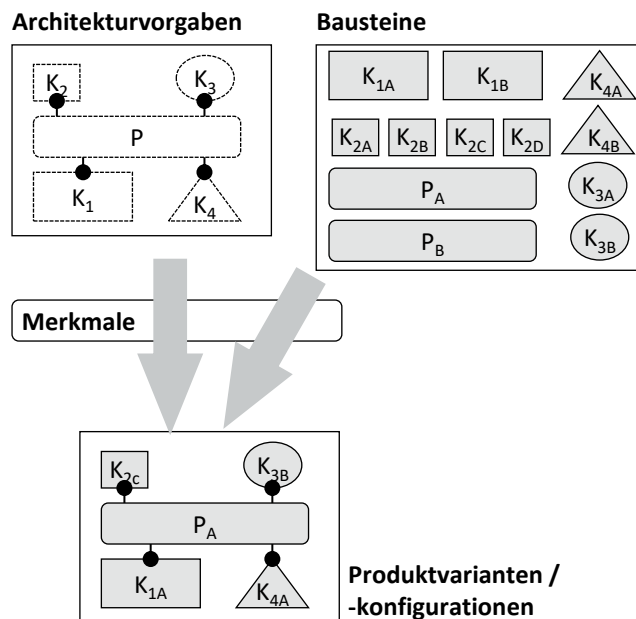 Architekturvorgaben
K2
K3
P
K1
K4
Bausteine
K1A
K1B
K4A
K2A
K2B
K2C
K2D
K4B
PA
K3A
PB
K3B
Merkmale
K2c
K3B
PA
K1A
K4A
Produktvarianten /
-konfigurationen